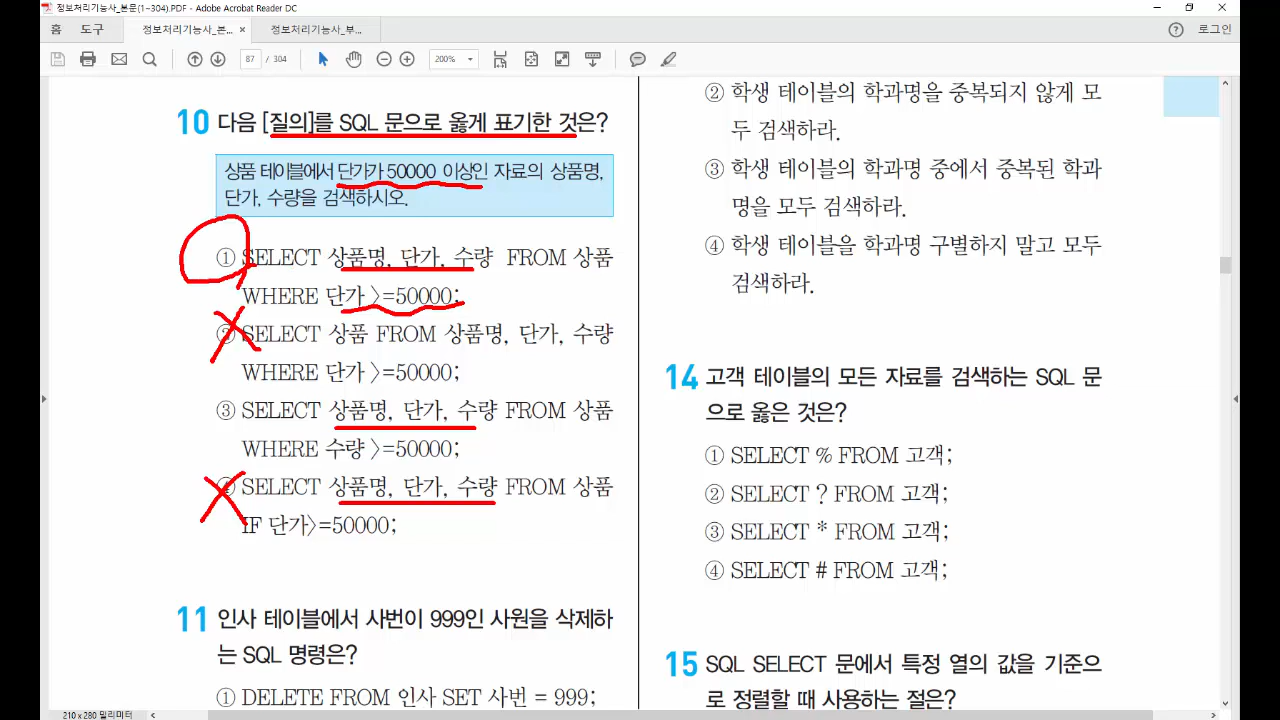 정보처리기능사_본문(1-304).PDF - Adobe Acrobat Reader DC
홈
도구
정보처리기능사_본... ×
정보처리기능사_부...
로그인
87 / 304
200%
10 다음 [질의]를 SQL 문으로 옳게 표기한 것은?
상품 테이블에서 단가가 50000 이상인 자료의 상품명,
단가, 수량을 검색하시오.
① SELECT 상품명, 단가, 수량 FROM 상품
WHERE 단가 >=50000;
② SELECT 상품 FROM 상품명, 단가, 수량
WHERE 단가 >=50000;
③ SELECT 상품명, 단가, 수량 FROM 상품
WHERE 수량 >=50000;
④ SELECT 상품명, 단가, 수량 FROM 상품
IF 단가>=50000;
11 인사 테이블에서 사번이 999인 사원을 삭제하
는 SQL 명령은?
① DELETE FROM 인사 SET 사번 = 999;
② 학생 테이블의 학과명을 중복되지 않게 모
두 검색하라.
③ 학생 테이블의 학과명 중에서 중복된 학과
명을 모두 검색하라.
④ 학생 테이블을 학과명 구별하지 말고 모두
검색하라.
14 고객 테이블의 모든 자료를 검색하는 SQL 문
으로 옳은 것은?
① SELECT % FROM 고객;
② SELECT ? FROM 고객;
③ SELECT * FROM 고객;
④ SELECT # FROM 고객;
15 SQL SELECT 문에서 특정 열의 값을 기준으
로 정렬할 때 사용하는 절은?
210 x 280 밀리미터